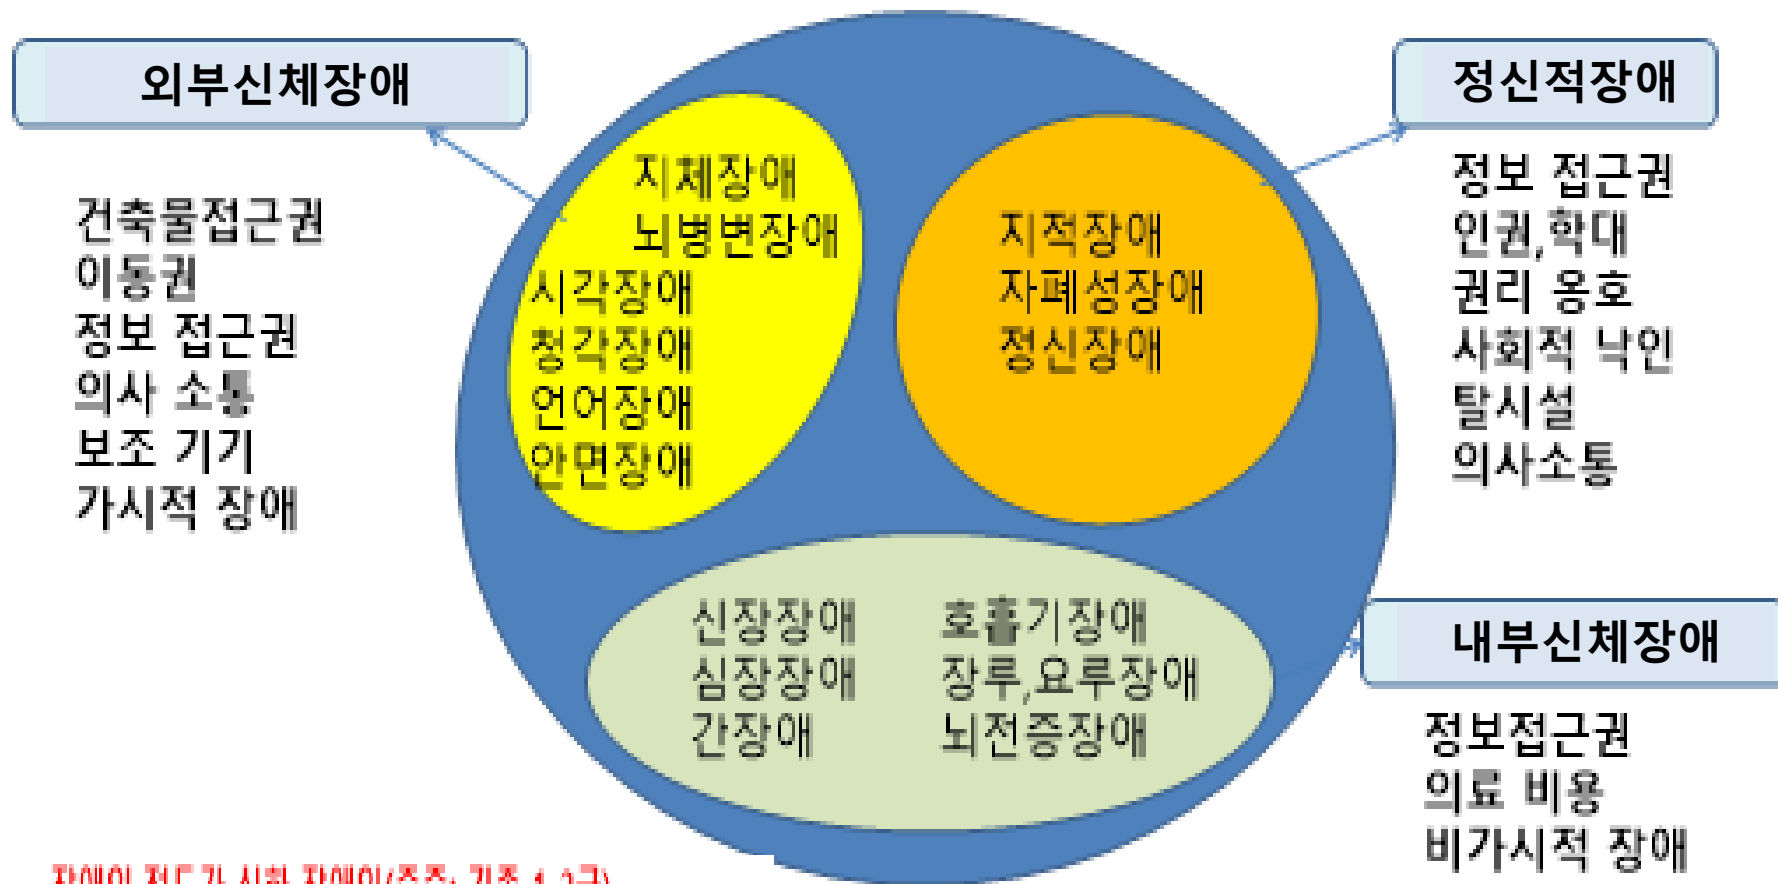 외부신체장애
건축물접근권
이동권
정보 접근권
의사 소통
보조 기기
가시적 장애
지체장애
뇌병변장애
시각장애
청각장애
언어장애
안면장애
지적장애
자폐성장애
정신장애
정신적장애
정보 접근권
인권,학대
권리 옹호
사회적 낙인
탈시설
의사소통
신장장애 호흡기장애
심장장애 장루,요루장애
간장애 뇌전증장애
내부신체장애
정보접근권
의료 비용
비가시적 장애